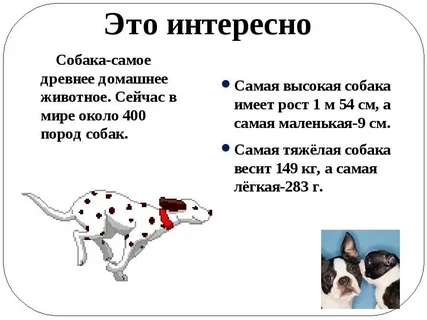 Это интересно
Собака-самое
древнее домашнее
животное. Сейчас в
мире около 400
пород собак.
Самая высокая собака
имеет рост 1 м 54 см, а
самая маленькая-9 см.
Самая тяжёлая собака
весит 149 кг, а самая
лёгкая-283 г.